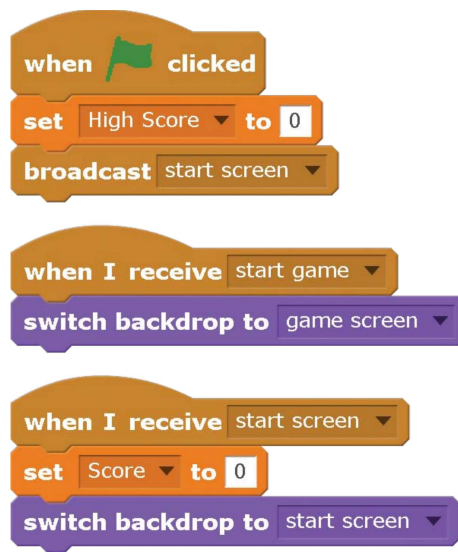 when clicked
set High Score to 0
broadcast start screen
when I receive start game
switch backdrop to game screen
when I receive start screen
set Score to 0
switch backdrop to start screen